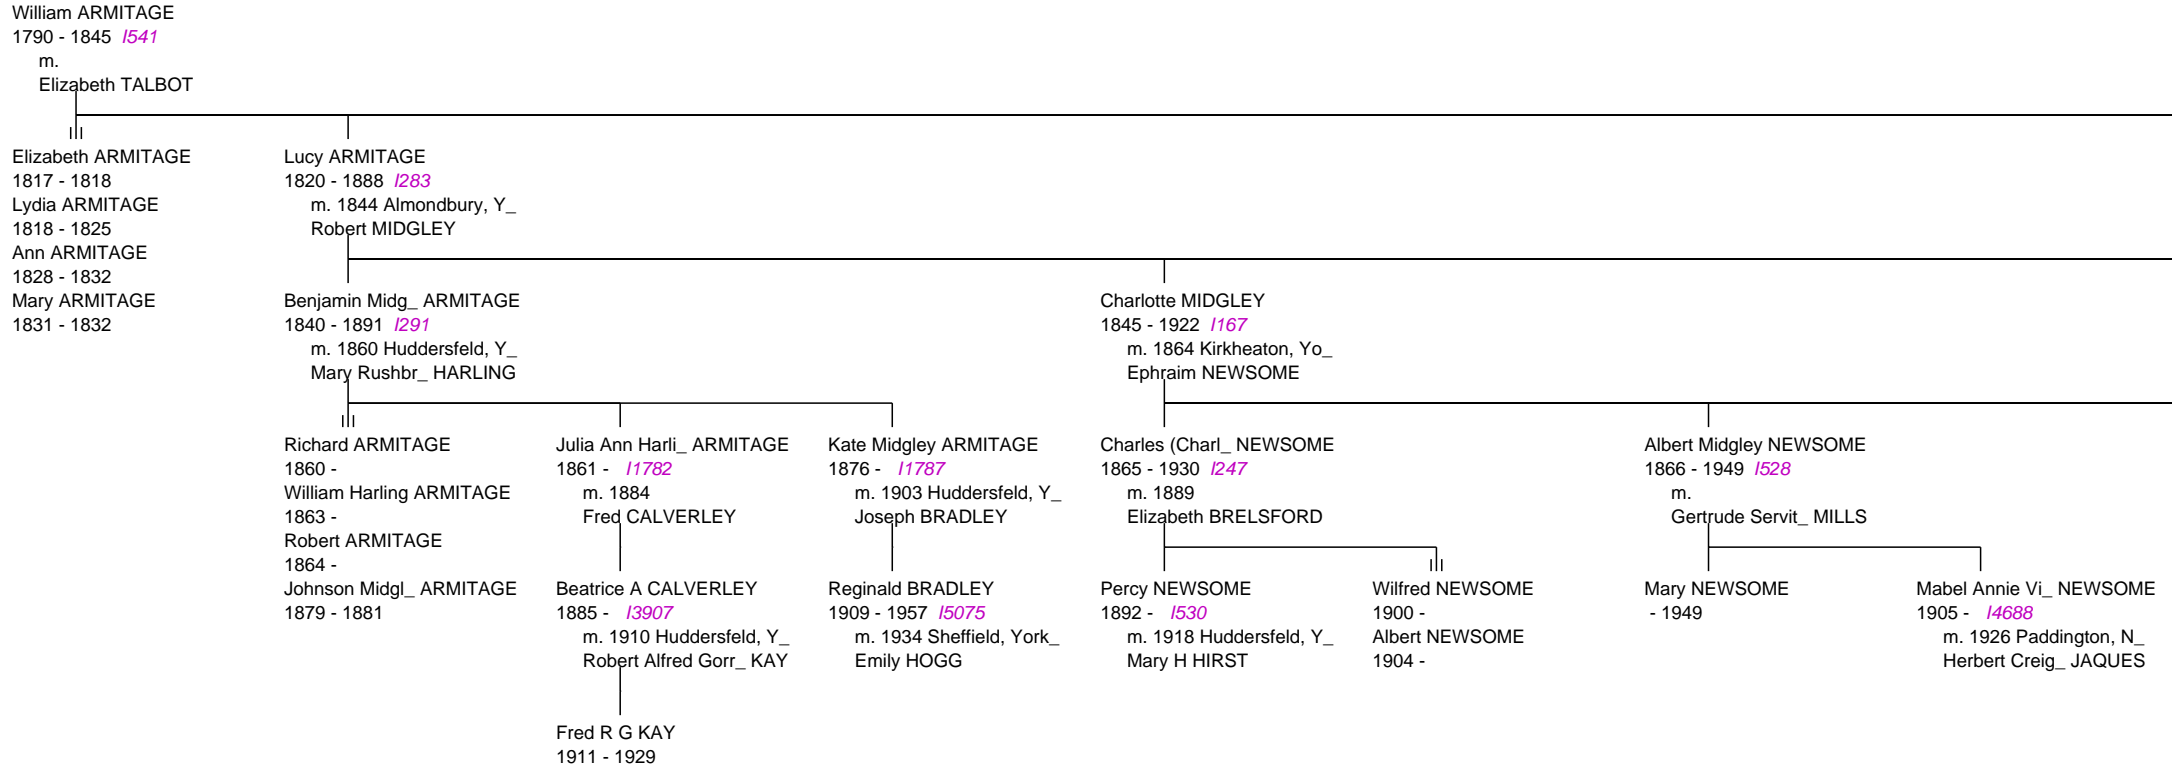 William ARMITAGE
1790 - 1845 I541
m.
Elizabeth TALBOT
Elizabeth ARMITAGE
1817 - 1818
Lydia ARMITAGE
1818 - 1825
Ann ARMITAGE
1828 - 1832
Mary ARMITAGE
1831 - 1832
Lucy ARMITAGE
1820 - 1888 I283
m. 1844 Almondbury, Y_
Robert MIDGLEY
Benjamin Midg_ ARMITAGE
1840 - 1891 I291
m. 1860 Huddersfeld, Y_
Mary Rushbr_ HARLING
Richard ARMITAGE
1860 -
William Harling ARMITAGE
1863 -
Robert ARMITAGE
1864 -
Johnson Midgl_ ARMITAGE
1879 - 1881
Julia Ann Harli_ ARMITAGE
1861 - I1782
m. 1884
Fred CALVERLEY
Beatrice A CALVERLEY
1885 - I3907
m. 1910 Huddersfeld, Y_
Robert Alfred Gorr_ KAY
Fred R G KAY
1911 - 1929
Kate Midgley ARMITAGE
1876 - I1787
m. 1903 Huddersfeld, Y_
Joseph BRADLEY
Reginald BRADLEY
1909 - 1957 I5075
m. 1934 Sheffield, York_
Emily HOGG
Charlotte MIDGLEY
1845 - 1922 I167
m. 1864 Kirkheaton, Yo_
Ephraim NEWSOME
Charles (Charl_ NEWSOME
1865 - 1930 I247
m. 1889
Elizabeth BRELSFORD
Percy NEWSOME
1892 - I530
m. 1918 Huddersfeld, Y_
Mary H HIRST
Wilfred NEWSOME
1900 -
Albert NEWSOME
1904 -
Albert Midgley NEWSOME
1866 - 1949 I528
m.
Gertrude Servit_ MILLS
Mary NEWSOME
- 1949
Mabel Annie Vi_ NEWSOME
1905 - I4688
m. 1926 Paddington, N_
Herbert Creig_ JAQUES